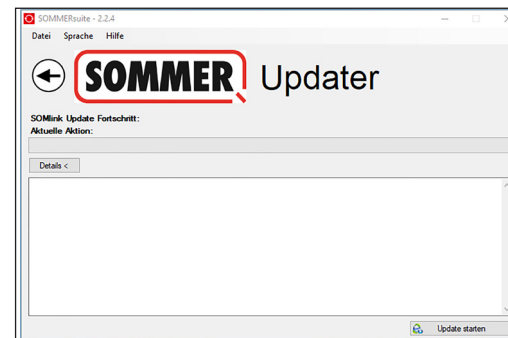 SOMMERsuite - 2.2.4
Datei Sprache Hilfe
SOMMER Updater
SOMlink Update Fortschritt:
Aktuelle Aktion:
Details <
Update starten